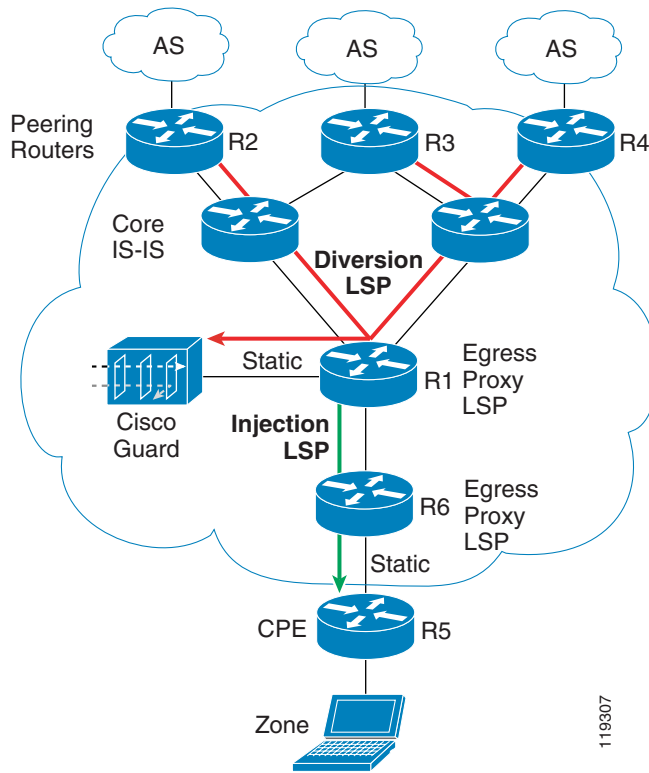 AS
AS
AS
Peering
Routers
R2
R3
R4
Core
IS-IS
Diversion
LSP
Static
R1
Egress
Proxy
LSP
Cisco
Guard
Injection
LSP
R6
Egress
Proxy
LSP
Static
CPE
R5
Zone
119307